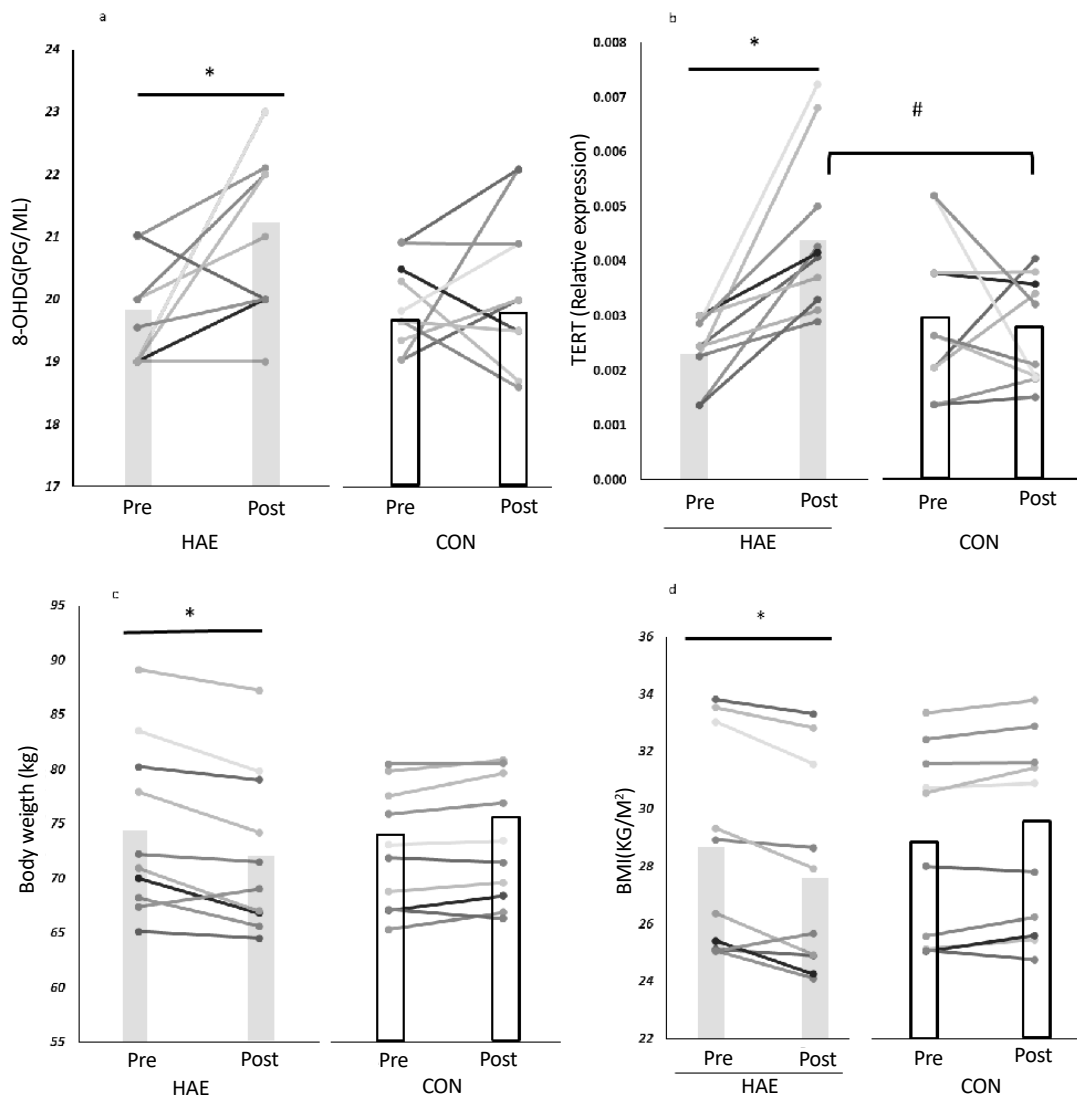 a
*
8-OHDG(PG/ML)
24
23
22
21
20
19
18
17
Pre
Post
Pre
Post
HAE
CON
b
*
#
TERT (Relative expression)
0.008
0.007
0.006
0.005
0.004
0.003
0.002
0.001
0.000
Pre
Post
Pre
Post
HAE
CON
c
*
Body weigth (kg)
95
90
85
80
75
70
65
60
55
Pre
Post
Pre
Post
HAE
CON
d
*
BMI(KG/M²)
36
34
32
30
28
26
24
22
Pre
Post
Pre
Post
HAE
CON